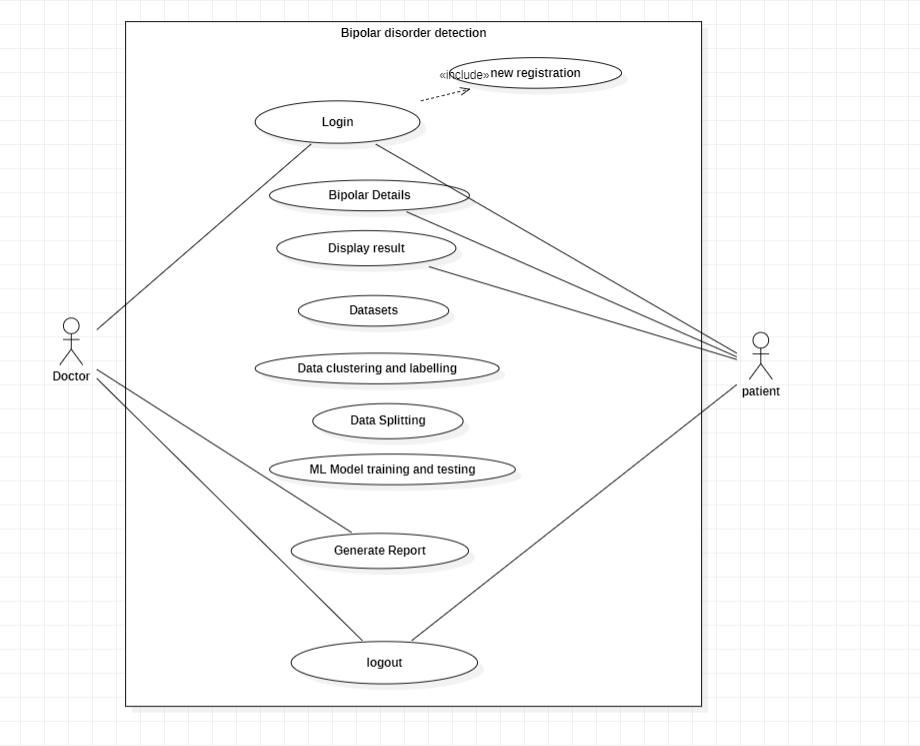 Bipolar disorder detection
«include»
new registration
Login
Bipolar Details
Display result
Datasets
Doctor
Data clustering and labelling
patient
Data Splitting
ML Model training and testing
Generate Report
logout